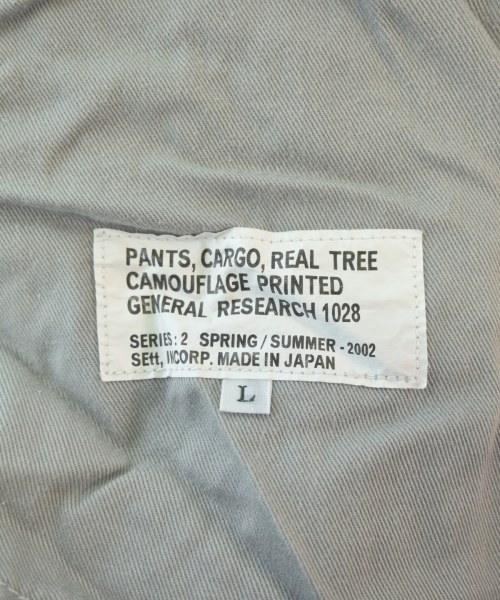 PANTS, CARGO, REAL TREE
CAMOUFLAGE PRINTED
GENERAL RESEARCH 1028
SERIES: 2 SPRING/SUMMER-2002
SEtt, INCORP. MADE IN JAPAN
L